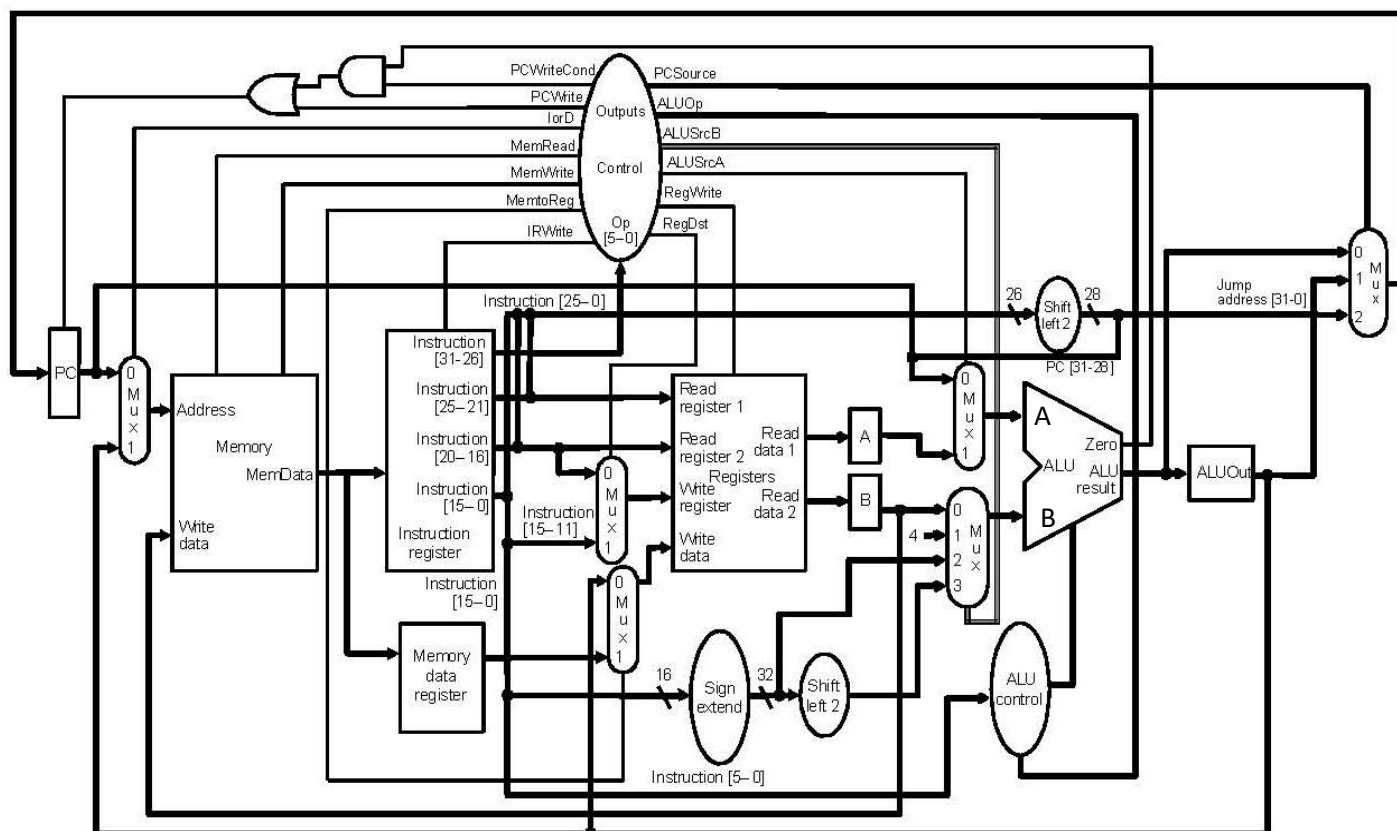 PCWriteCond
PCSource
PCWrite
Outputs
ALUOp
IorD
ALUSrcB
MemRead
Control
ALUSrcA
MemWrite
RegWrite
MemtoReg
Op
[5–0]
RegDst
IRWrite
0
M
u
x
1
2
Instruction [25–0]
26
Shift
left 2
28
Jump
address [31-0]
PC [31-28]
PC
0
M
u
x
1
Address
Memory
MemData
Write
data
Instruction
[31-26]
Instruction
[25–21]
Instruction
[20–16]
Instruction
[15–0]
Instruction
register
Instruction
[15–11]
0
M
u
x
1
Read
register 1
Read
register 2
Registers
Write
register
Write
data
Read
data 1
Read
data 2
A
B
0
M
u
x
1
4
0
1
2
3
M
u
x
A
B
ALU
Zero
ALU
result
ALUOut
Instruction
[15–0]
0
M
u
x
1
Memory
data
register
16
Sign
extend
32
Shift
left 2
ALU
control
Instruction [5–0]